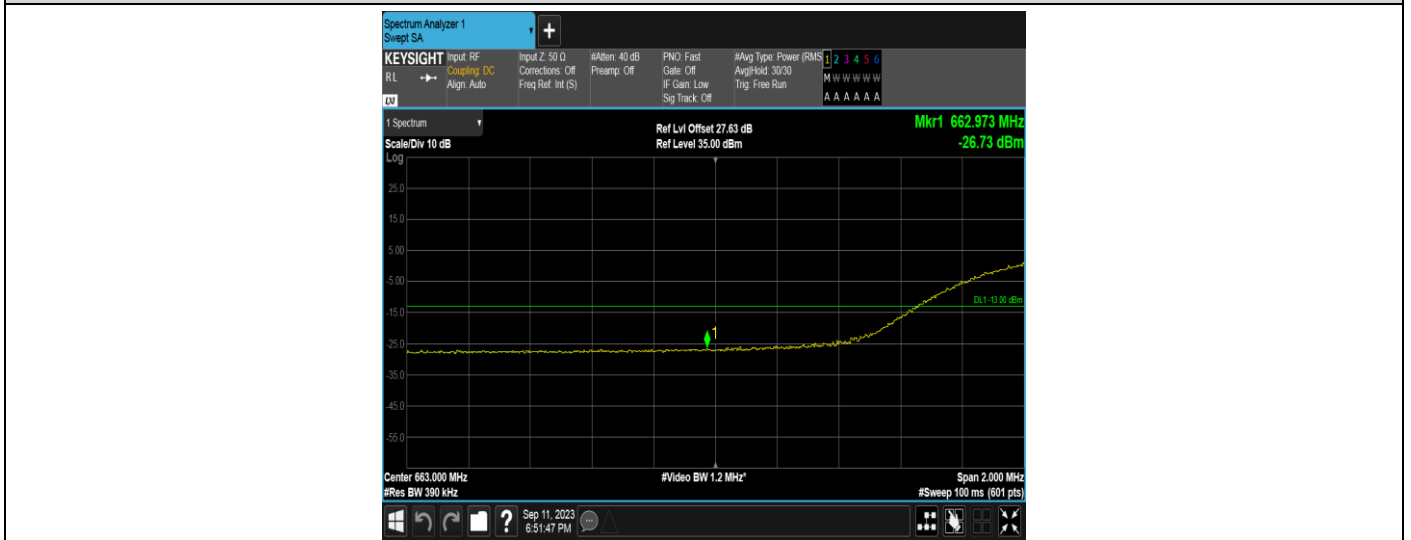 Spectrum Analyzer 1
Swept SA
+
KEYSIGHT
RL
LXI
Input: RF
Coupling: DC
Align: Auto
Input Z: 50 Ω
Corrections: Off
Freq Ref: Int (S)
#Atten: 40 dB
Preamp: Off
PNO: Fast
Gate: Off
IF Gain: Low
Sig Track: Off
#Avg Type: Power (RMS
Avg|Hold: 30/30
Trig: Free Run
1 2 3 4 5 6
M W W W W W
A A A A A A
1 Spectrum
Scale/Div 10 dB
Log
Ref Lvl Offset 27.63 dB
Ref Level 35.00 dBm
Mkr1 662.973 MHz
-26.73 dBm
25.0
15.0
5.00
-5.00
DL1 -13.00 dBm
-15.0
1
-25.0
-35.0
-45.0
-55.0
Center 663.000 MHz
#Res BW 390 kHz
#Video BW 1.2 MHz*
Span 2.000 MHz
#Sweep 100 ms (601 pts)
?
Sep 11, 2023
6:51:47 PM